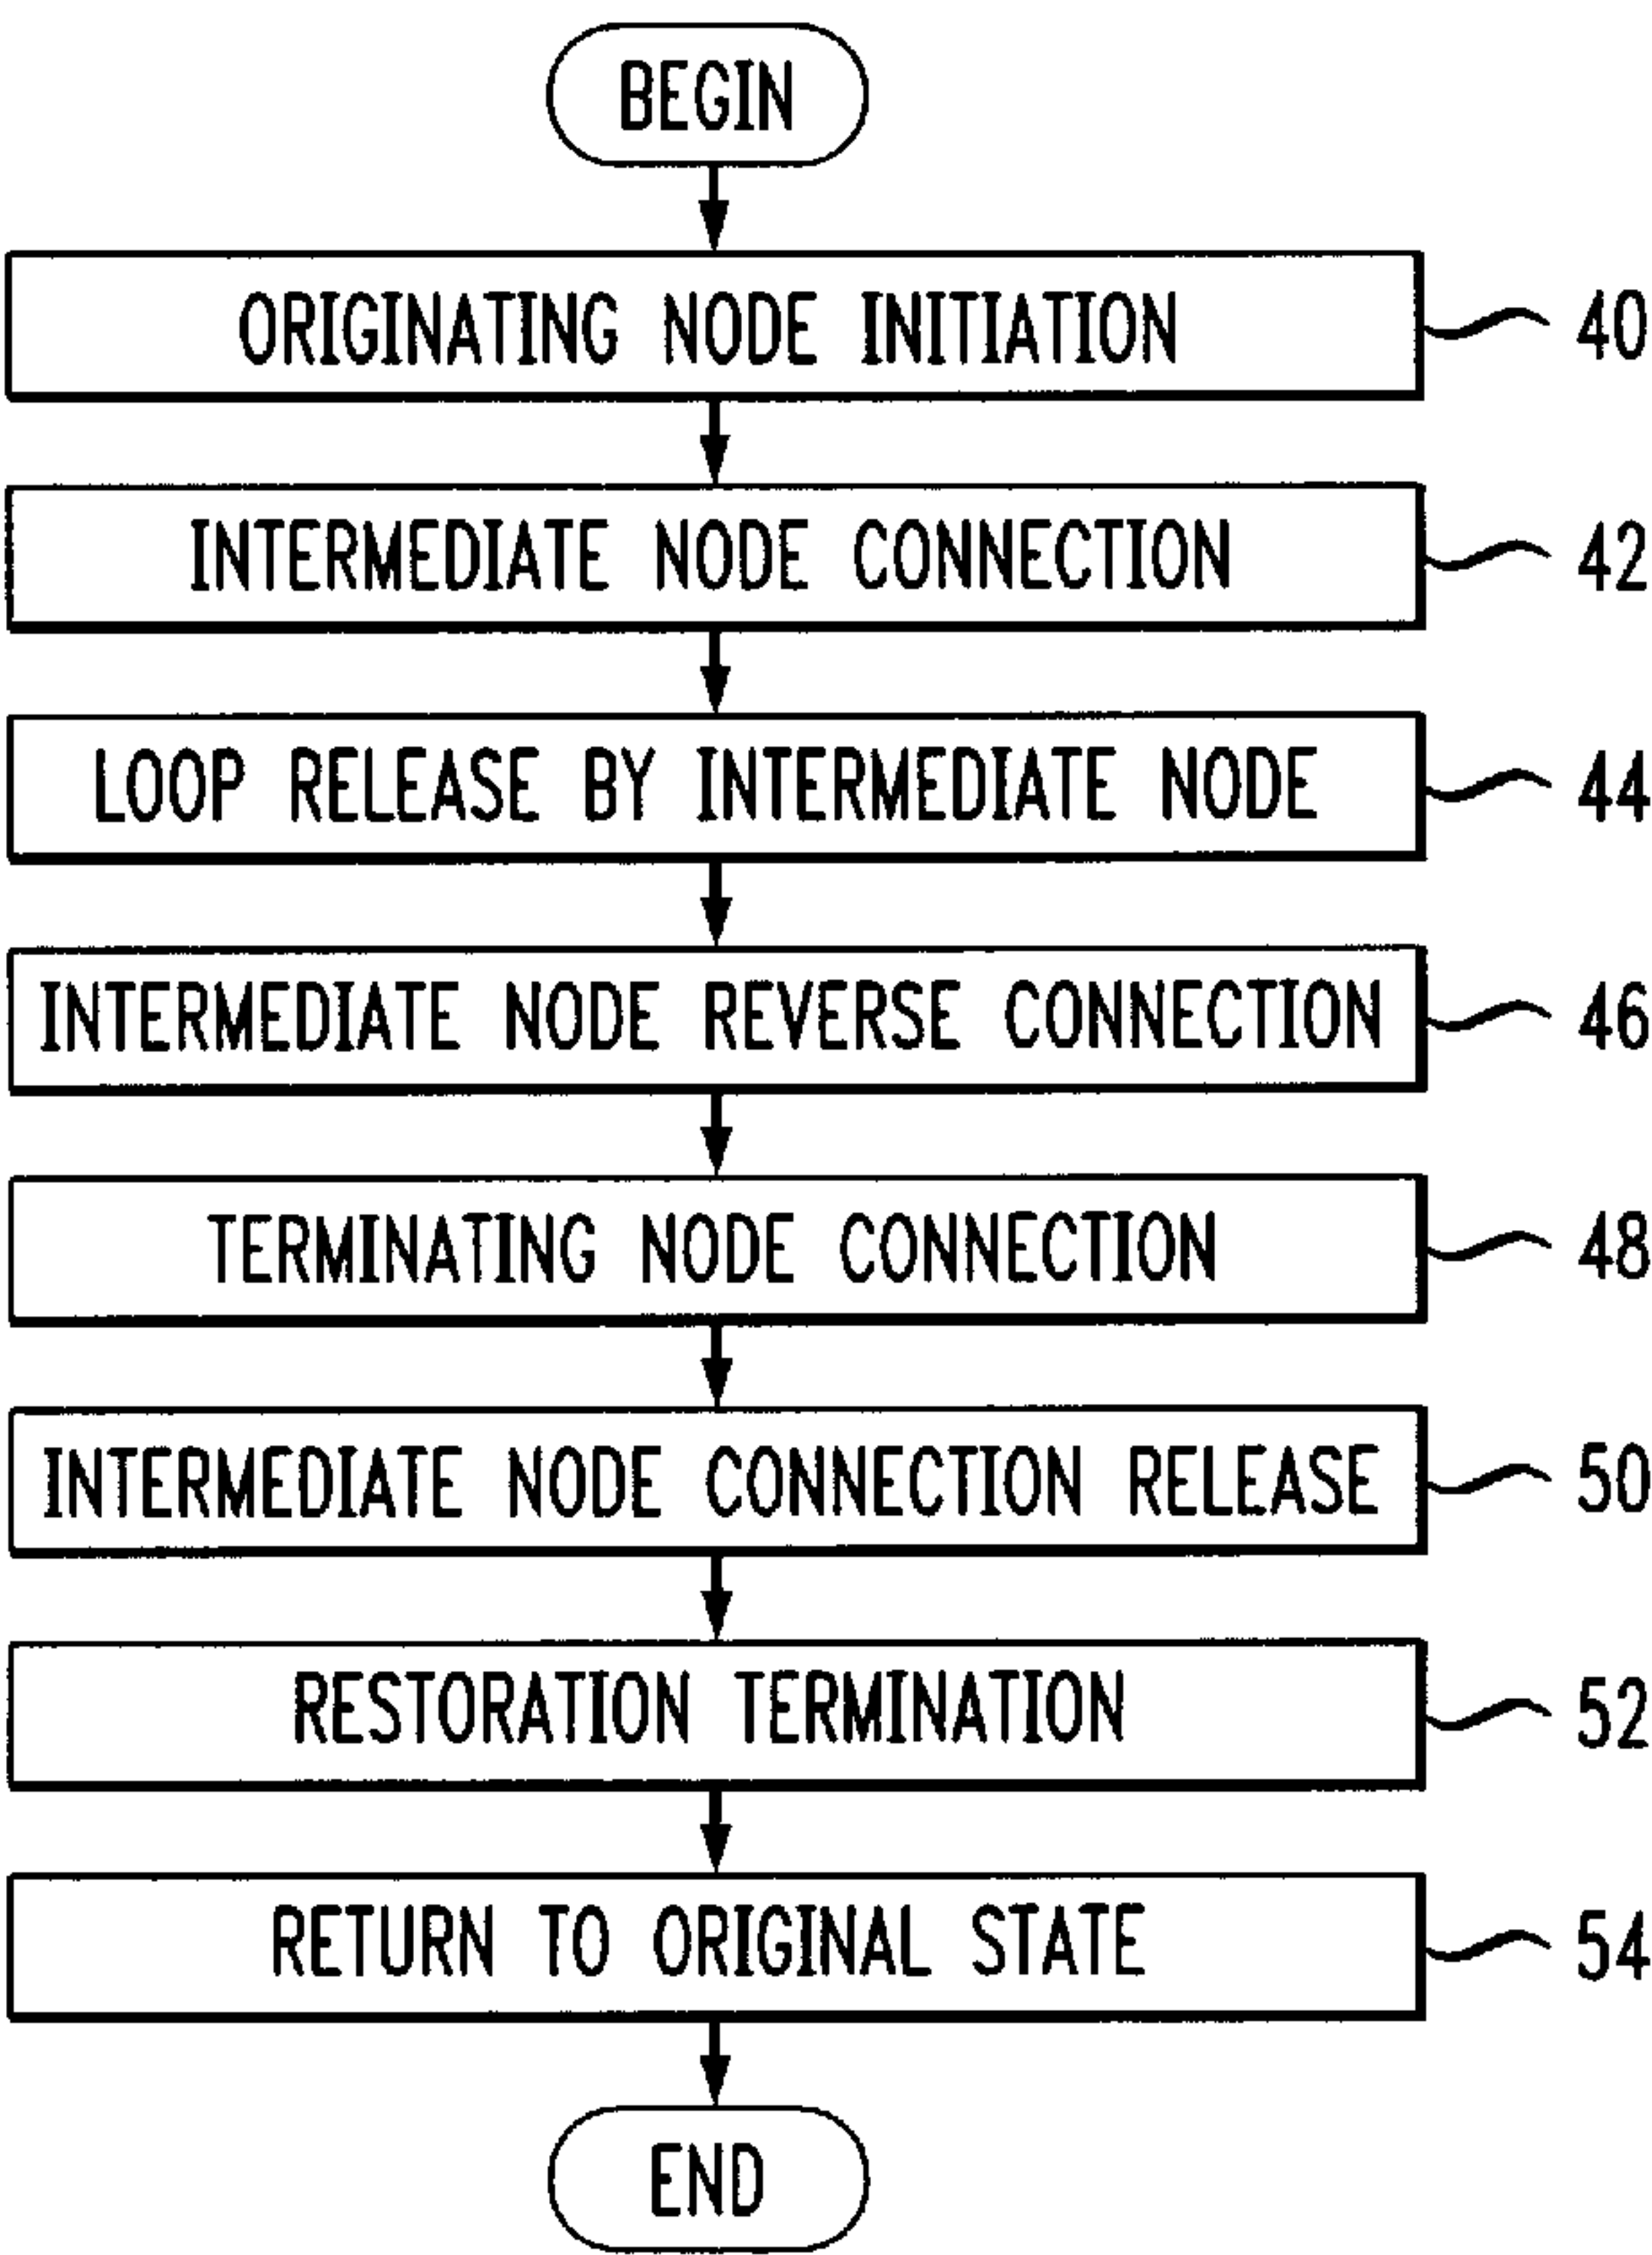 BEGIN
ORIGINATING NODE INITIATION 40
INTERMEDIATE NODE CONNECTION 42
LOOP RELEASE BY INTERMEDIATE NODE 44
INTERMEDIATE NODE REVERSE CONNECTION 46
TERMINATING NODE CONNECTION 48
INTERMEDIATE NODE CONNECTION RELEASE 50
RESTORATION TERMINATION 52
RETURN TO ORIGINAL STATE 54
END